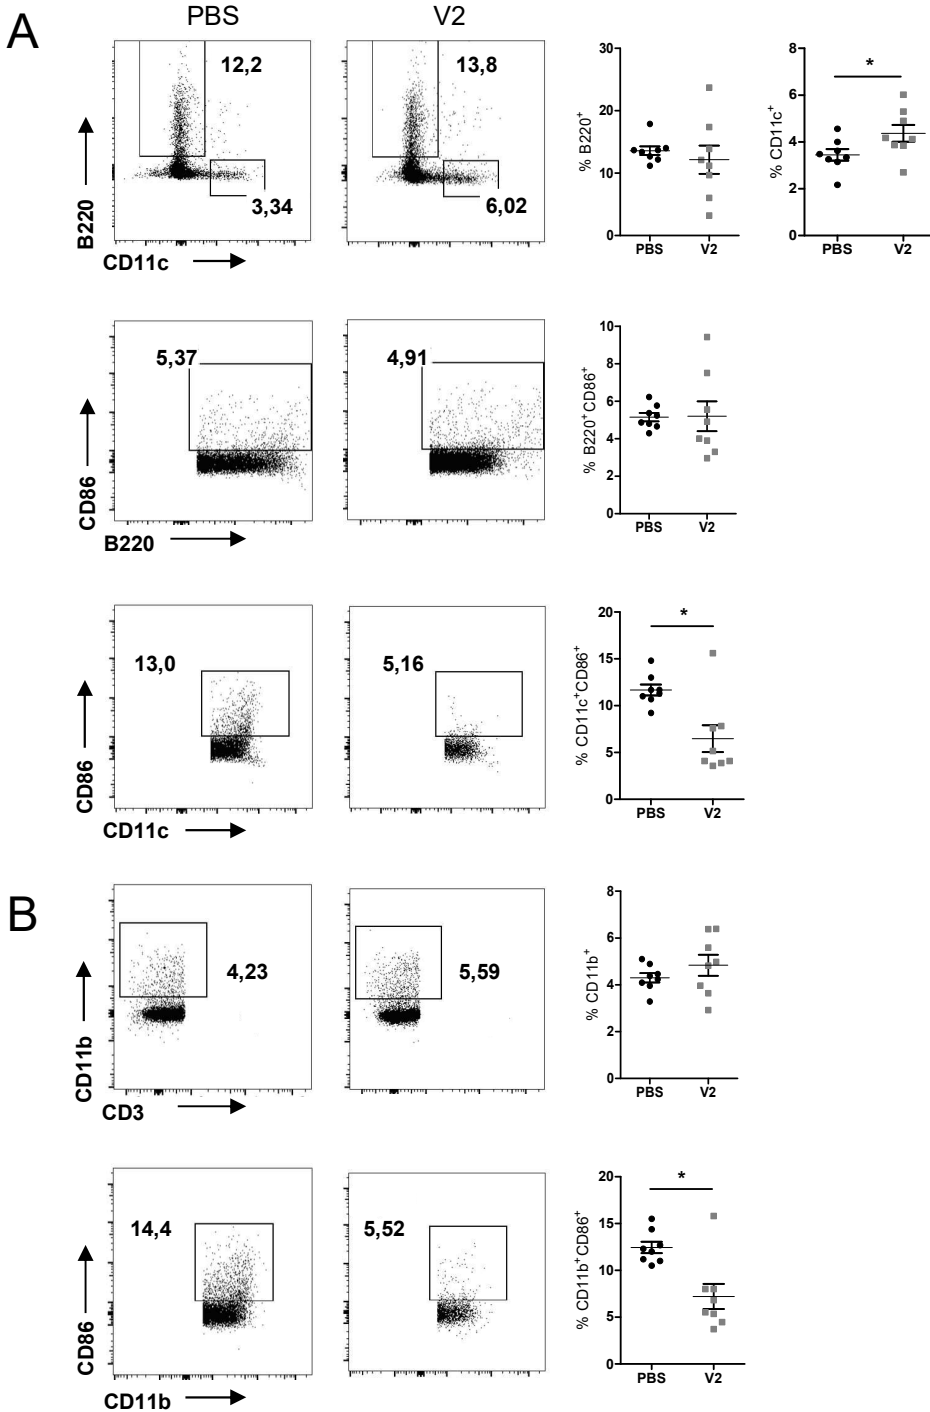 PBS V2
A
12,2
3,34
B220
CD11c
13,8
6,02
% B220+
30
20
10
0
PBS V2
% CD11c+
8
6
4
2
0
*
PBS V2
5,37
CD86
B220
4,91
% B220+CD86+
10
8
6
4
2
0
PBS V2
13,0
CD86
CD11c
5,16
% CD11c+CD86+
20
15
10
5
0
*
PBS V2
B
4,23
CD11b
CD3
5,59
% CD11b+
8
6
4
2
0
PBS V2
14,4
CD86
CD11b
5,52
% CD11b+CD86+
20
15
10
5
0
*
PBS V2